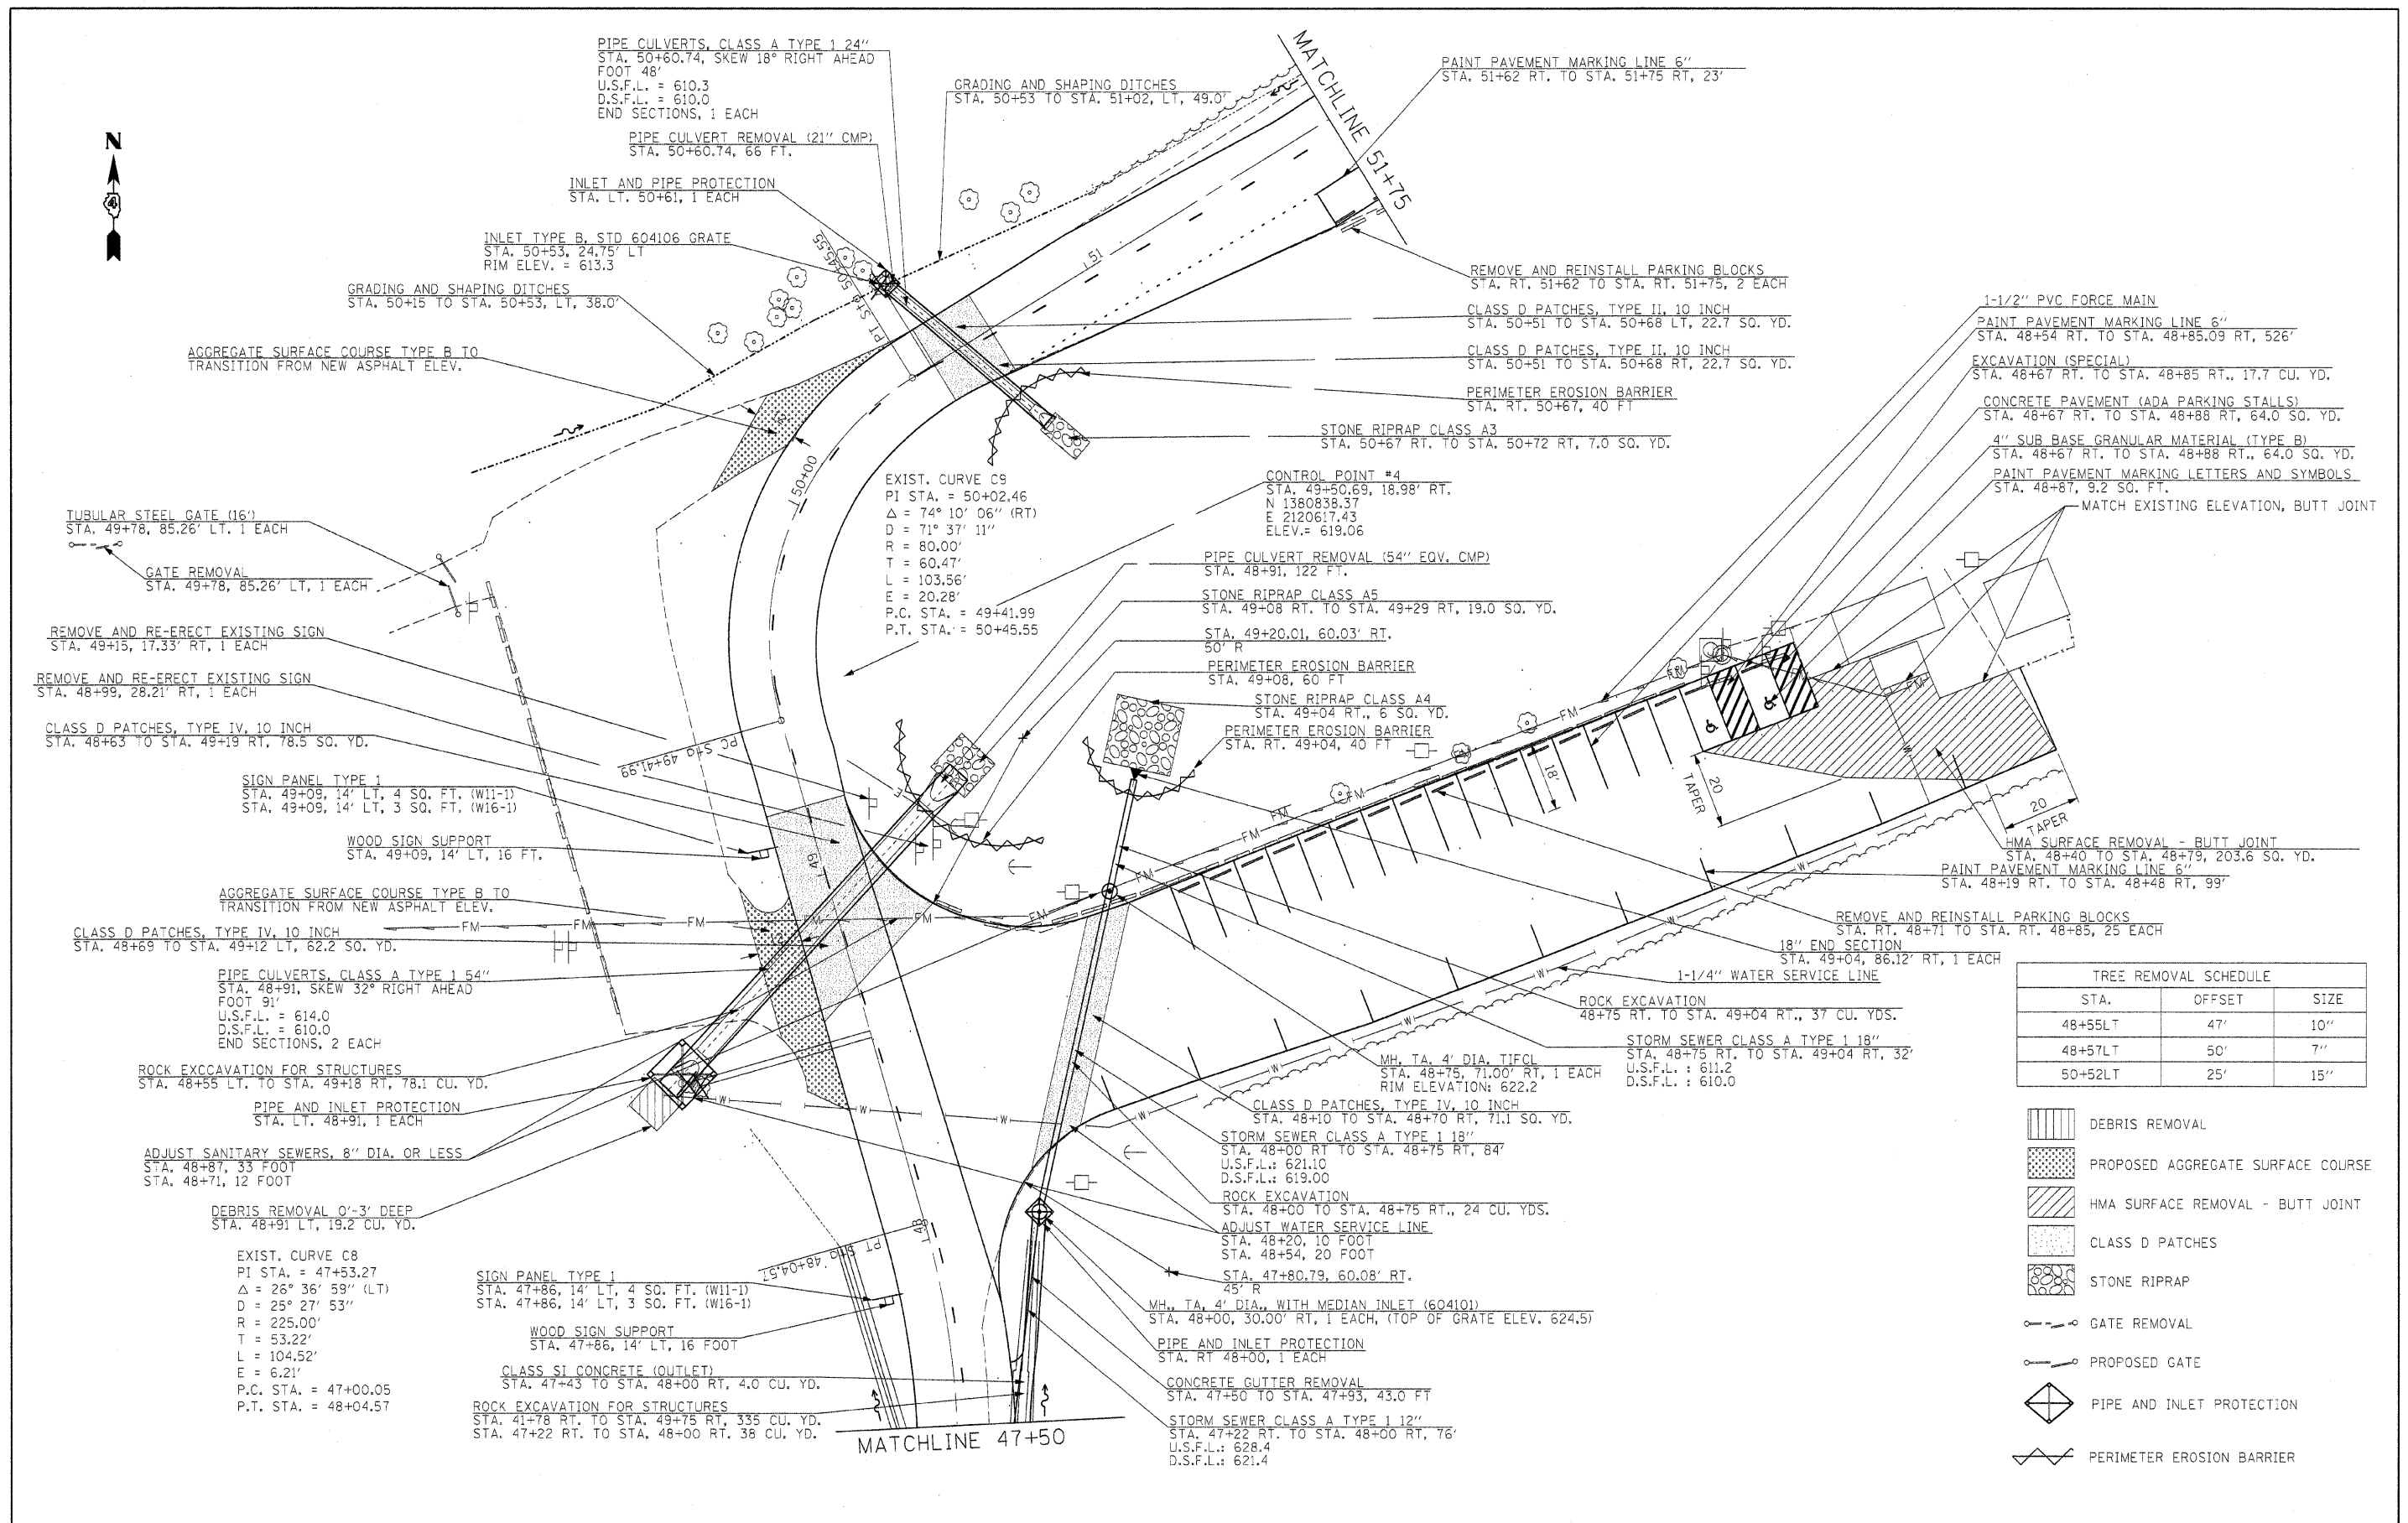 PIPE CULVERTS, CLASS A TYPE 1 24"
STA. 50+60.74, SKEW 18° RIGHT AHEAD
FOOT 48'
U.S.F.L. = 610.3
D.S.F.L. = 610.0
END SECTIONS, 1 EACH
PIPE CULVERT REMOVAL (21" CMP)
STA. 50+60.74, 66 FT.
INLET AND PIPE PROTECTION
STA. LT. 50+61, 1 EACH
INLET TYPE B, STD 604106 GRATE
STA. 50+53, 24.75' LT
RIM ELEV. = 613.3
GRADING AND SHAPING DITCHES
STA. 50+15 TO STA. 50+53, LT, 38.0'
AGGREGATE SURFACE COURSE TYPE B TO
TRANSITION FROM NEW ASPHALT ELEV.
N
4
GRADING AND SHAPING DITCHES
STA. 50+53 TO STA. 51+02, LT, 49.0'
MATCHLINE 51+75
PAINT PAVEMENT MARKING LINE 6"
STA. 51+62 RT. TO STA. 51+75 RT, 23'
PT Sta 50+45.55
51
50+00
REMOVE AND REINSTALL PARKING BLOCKS
STA. RT. 51+62 TO STA. RT. 51+75, 2 EACH
CLASS D PATCHES, TYPE II, 10 INCH
STA. 50+51 TO STA. 50+68 LT, 22.7 SQ. YD.
CLASS D PATCHES, TYPE II, 10 INCH
STA. 50+51 TO STA. 50+68 RT, 22.7 SQ. YD.
PERIMETER EROSION BARRIER
STA. RT. 50+67, 40 FT
STONE RIPRAP CLASS A3
STA. 50+67 RT. TO STA. 50+72 RT, 7.0 SQ. YD.
1-1/2" PVC FORCE MAIN
PAINT PAVEMENT MARKING LINE 6"
STA. 48+54 RT. TO STA. 48+85.09 RT, 526'
EXCAVATION (SPECIAL)
STA. 48+67 RT. TO STA. 48+85 RT., 17.7 CU. YD.
CONCRETE PAVEMENT (ADA PARKING STALLS)
STA. 48+67 RT. TO STA. 48+88 RT, 64.0 SQ. YD.
4" SUB BASE GRANULAR MATERIAL (TYPE B)
STA. 48+67 RT. TO STA. 48+88 RT., 64.0 SQ. YD.
PAINT PAVEMENT MARKING LETTERS AND SYMBOLS
STA. 48+87, 9.2 SQ. FT.
MATCH EXISTING ELEVATION, BUTT JOINT
EXIST. CURVE C9
PI STA. = 50+02.46
Δ = 74° 10' 06" (RT)
D = 71° 37' 11"
R = 80.00'
T = 60.47'
L = 103.56'
E = 20.28'
P.C. STA. = 49+41.99
P.T. STA. = 50+45.55
CONTROL POINT #4
STA. 49+50.69, 18.98' RT.
N 1380838.37
E 2120617.43
ELEV.= 619.06
PIPE CULVERT REMOVAL (54" EQV. CMP)
STA. 48+91, 122 FT.
STONE RIPRAP CLASS A5
STA. 49+08 RT. TO STA. 49+29 RT, 19.0 SQ. YD.
STA. 49+20.01, 60.03' RT.
50' R
PERIMETER EROSION BARRIER
STA. 49+08, 60 FT
STONE RIPRAP CLASS A4
STA. 49+04 RT., 6 SQ. YD.
PERIMETER EROSION BARRIER
STA. RT. 49+04, 40 FT
TUBULAR STEEL GATE (16')
STA. 49+78, 85.26' LT. 1 EACH
GATE REMOVAL
STA. 49+78, 85.26' LT, 1 EACH
REMOVE AND RE-ERECT EXISTING SIGN
STA. 49+15, 17.33' RT, 1 EACH
REMOVE AND RE-ERECT EXISTING SIGN
STA. 48+99, 28.21' RT, 1 EACH
CLASS D PATCHES, TYPE IV, 10 INCH
STA. 48+63 TO STA. 49+19 RT, 78.5 SQ. YD.
SIGN PANEL TYPE 1
STA. 49+09, 14' LT, 4 SQ. FT. (W11-1)
STA. 49+09, 14' LT, 3 SQ. FT. (W16-1)
WOOD SIGN SUPPORT
STA. 49+09, 14' LT, 16 FT.
AGGREGATE SURFACE COURSE TYPE B TO
TRANSITION FROM NEW ASPHALT ELEV.
CLASS D PATCHES, TYPE IV, 10 INCH
STA. 48+69 TO STA. 49+12 LT, 62.2 SQ. YD.
PIPE CULVERTS, CLASS A TYPE 1 54"
STA. 48+91, SKEW 32° RIGHT AHEAD
FOOT 91'
U.S.F.L. = 614.0
D.S.F.L. = 610.0
END SECTIONS, 2 EACH
ROCK EXCCAVATION FOR STRUCTURES
STA. 48+55 LT. TO STA. 49+18 RT, 78.1 CU. YD.
PIPE AND INLET PROTECTION
STA. LT. 48+91, 1 EACH
ADJUST SANITARY SEWERS, 8" DIA. OR LESS
STA. 48+87, 33 FOOT
STA. 48+71, 12 FOOT
DEBRIS REMOVAL 0'-3' DEEP
STA. 48+91 LT, 19.2 CU. YD.
EXIST. CURVE C8
PI STA. = 47+53.27
Δ = 26° 36' 59" (LT)
D = 25° 27' 53"
R = 225.00'
T = 53.22'
L = 104.52'
E = 6.21'
P.C. STA. = 47+00.05
P.T. STA. = 48+04.57
PC Sta 49+41.99
49
FM FM FM FM FM
FM FM FM FM FM FM FM FM
W W W W W W W W W W
18'
20
TAPER
20
TAPER
PT Sta 48+04.57
48
SIGN PANEL TYPE 1
STA. 47+86, 14' LT, 4 SQ. FT. (W11-1)
STA. 47+86, 14' LT, 3 SQ. FT. (W16-1)
WOOD SIGN SUPPORT
STA. 47+86, 14' LT, 16 FOOT
CLASS SI CONCRETE (OUTLET)
STA. 47+43 TO STA. 48+00 RT, 4.0 CU. YD.
ROCK EXCAVATION FOR STRUCTURES
STA. 41+78 RT. TO STA. 49+75 RT, 335 CU. YD.
STA. 47+22 RT. TO STA. 48+00 RT. 38 CU. YD.
MATCHLINE 47+50
HMA SURFACE REMOVAL - BUTT JOINT
STA. 48+40 TO STA. 48+79, 203.6 SQ. YD.
PAINT PAVEMENT MARKING LINE 6"
STA. 48+19 RT. TO STA. 48+48 RT, 99'
REMOVE AND REINSTALL PARKING BLOCKS
STA. RT. 48+71 TO STA. RT. 48+85, 25 EACH
18" END SECTION
STA. 49+04, 86.12' RT, 1 EACH
1-1/4" WATER SERVICE LINE
ROCK EXCAVATION
48+75 RT. TO STA. 49+04 RT., 37 CU. YDS.
STORM SEWER CLASS A TYPE 1 18"
STA. 48+75 RT. TO STA. 49+04 RT, 32'
U.S.F.L. : 611.2
D.S.F.L. : 610.0
MH, TA, 4' DIA. TIFCL
STA. 48+75, 71.00' RT, 1 EACH
RIM ELEVATION: 622.2
CLASS D PATCHES, TYPE IV, 10 INCH
STA. 48+10 TO STA. 48+70 RT, 71.1 SQ. YD.
STORM SEWER CLASS A TYPE 1 18"
STA. 48+00 RT TO STA. 48+75 RT, 84'
U.S.F.L.: 621.10
D.S.F.L.: 619.00
ROCK EXCAVATION
STA. 48+00 TO STA. 48+75 RT., 24 CU. YDS.
ADJUST WATER SERVICE LINE
STA. 48+20, 10 FOOT
STA. 48+54, 20 FOOT
STA. 47+80.79, 60.08' RT.
45' R
MH., TA, 4' DIA., WITH MEDIAN INLET (604101)
STA. 48+00, 30.00' RT, 1 EACH, (TOP OF GRATE ELEV. 624.5)
PIPE AND INLET PROTECTION
STA. RT 48+00, 1 EACH
CONCRETE GUTTER REMOVAL
STA. 47+50 TO STA. 47+93, 43.0 FT
STORM SEWER CLASS A TYPE 1 12"
STA. 47+22 RT. TO STA. 48+00 RT, 76'
U.S.F.L.: 628.4
D.S.F.L.: 621.4
TREE REMOVAL SCHEDULE
STA. OFFSET SIZE
48+55LT 47' 10"
48+57LT 50' 7"
50+52LT 25' 15"
DEBRIS REMOVAL
PROPOSED AGGREGATE SURFACE COURSE
HMA SURFACE REMOVAL - BUTT JOINT
CLASS D PATCHES
STONE RIPRAP
GATE REMOVAL
PROPOSED GATE
PIPE AND INLET PROTECTION
PERIMETER EROSION BARRIER